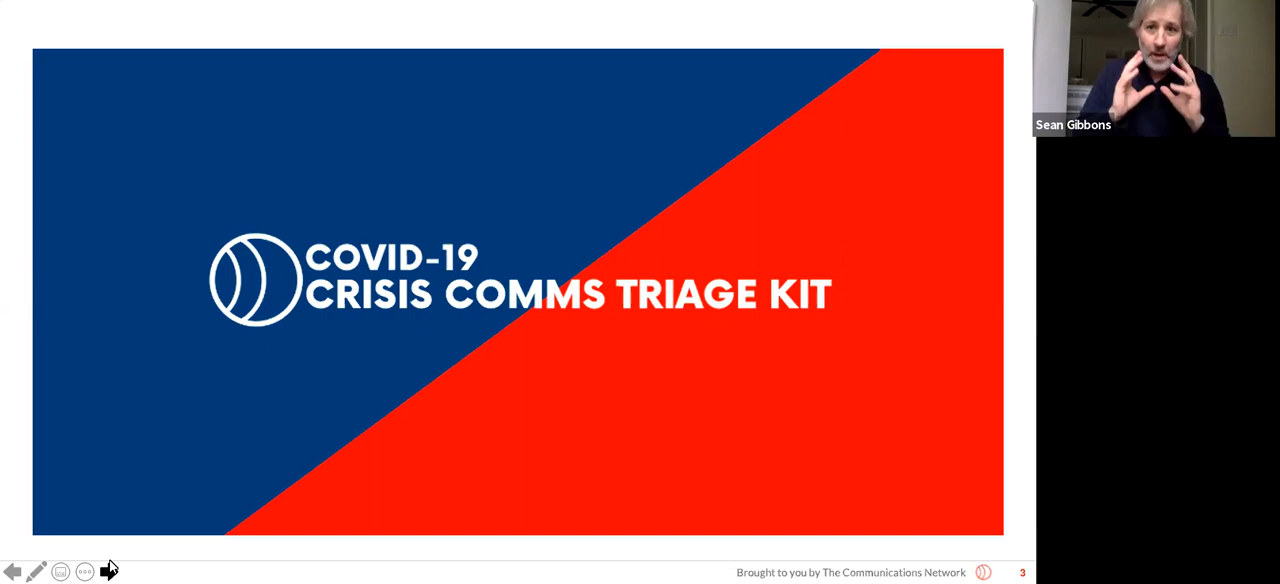 COVID-19
CRISIS COMMS TRIAGE KIT
Sean Gibbons
Brought to you by The Communications Network
3